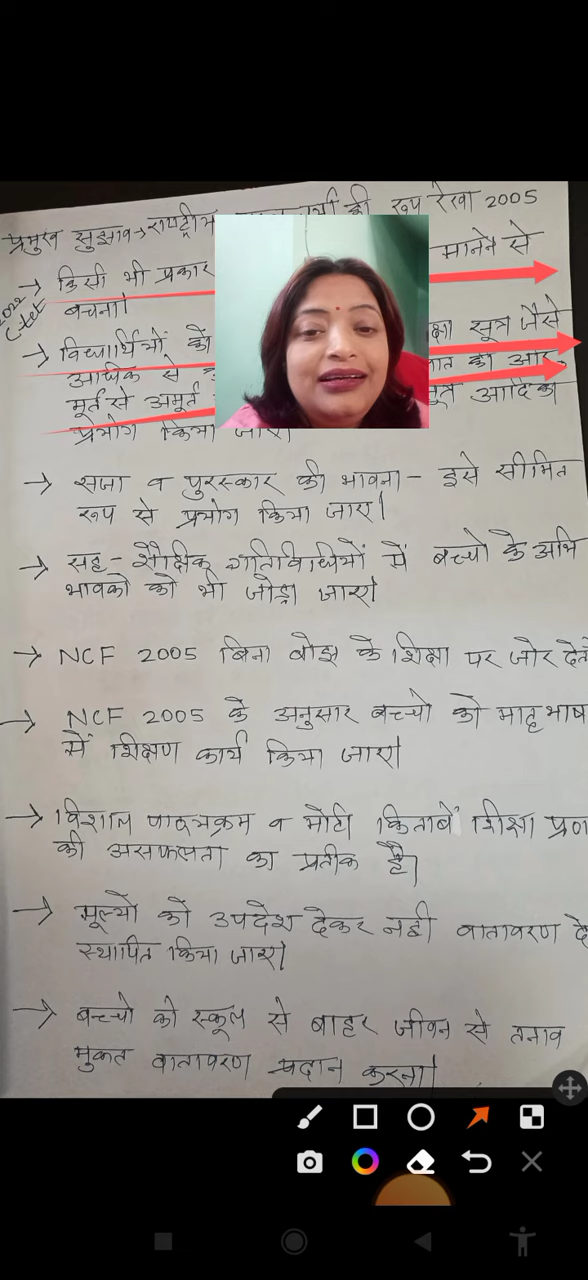 प्रमुख सुझाव → राष्ट्रीय की रूप रेखा 2005
→ किसी भी प्रकार मानने से
2022 Ctet
बचना।
→ विधार्थियों को सूत्र जैसे
से
मूर्त से अमूर्त आदि का
प्रयोग किया जाए।
→ सजा व पुरस्कार की भावना - इसे सीमित
रूप से प्रयोग किया जाए।
→ सह - शैक्षिक गतिविधियों में बच्चो के अभि
भावको को भी जोड़ा जाए।
→ NCF 2005 बिना बोझ के शिक्षा पर जोर
→ NCF 2005 के अनुसार बच्चो को मातृ भाष
में शिक्षण कार्य किया जाए।
→ विशाल पाठ्यक्रम व मोटी किताबें शिक्षा प्रण
की असफलता का प्रतीक है।
→ मूल्यो को उपदेश देकर नही वातावरण दे
स्थापित किया जाए।
→ बच्चो को स्कूल से बाहर जीवन से तनाव
मुक्त वातावरण प्रदान करना।